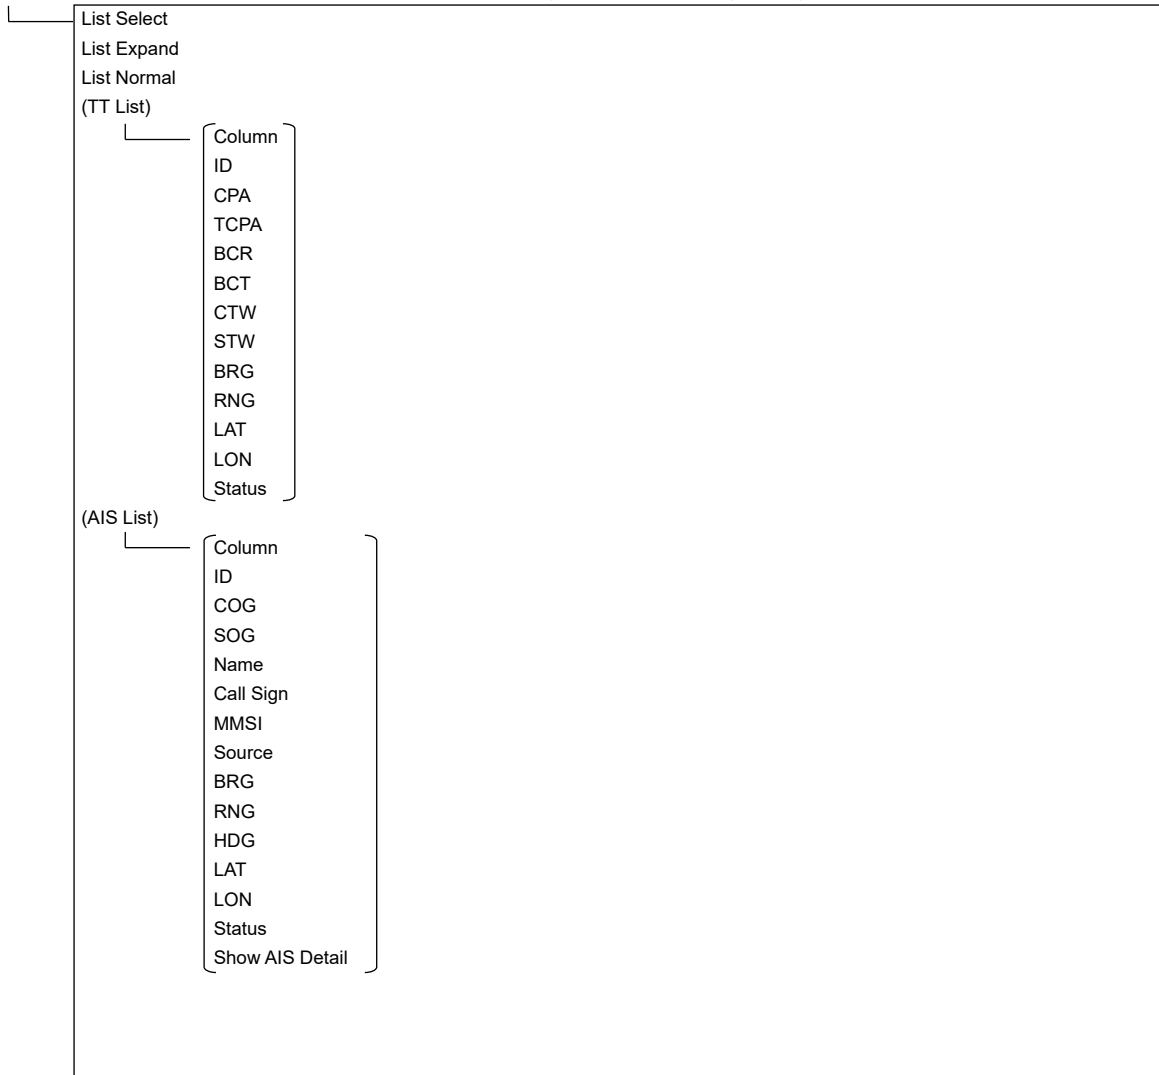 List Select
List Expand
List Normal
(TT List)
Column
ID
CPA
TCPA
BCR
BCT
CTW
STW
BRG
RNG
LAT
LON
Status
(AIS List)
Column
ID
COG
SOG
Name
Call Sign
MMSI
Source
BRG
RNG
HDG
LAT
LON
Status
Show AIS Detail